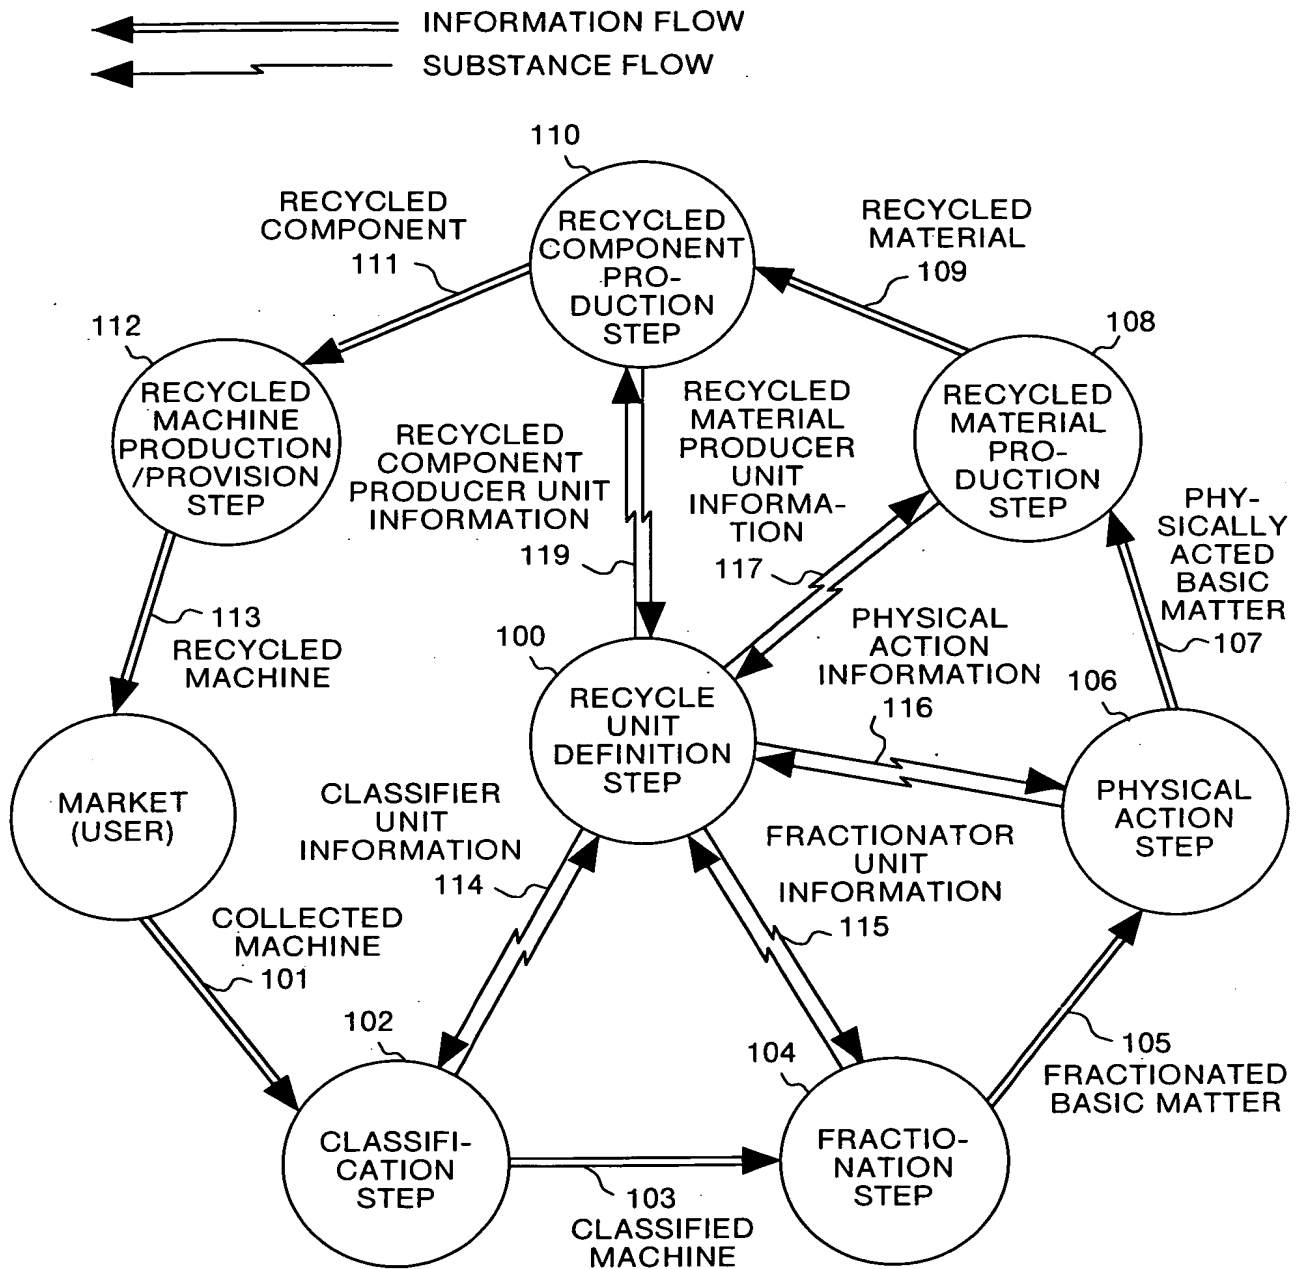 INFORMATION FLOW
SUBSTANCE FLOW
110
RECYCLED
COMPONENT
PRO-
DUCTION
STEP
RECYCLED
COMPONENT
111
RECYCLED
MATERIAL
109
112
RECYCLED
MACHINE
PRODUCTION
/PROVISION
STEP
108
RECYCLED
MATERIAL
PRO-
DUCTION
STEP
RECYCLED
COMPONENT
PRODUCER UNIT
INFORMATION
119
RECYCLED
MATERIAL
PRODUCER
UNIT
INFORMA-
TION
117
PHY-
SICALLY
ACTED
BASIC
MATTER
107
113
RECYCLED
MACHINE
100
RECYCLE
UNIT
DEFINITION
STEP
PHYSICAL
ACTION
INFORMATION
116
106
PHYSICAL
ACTION
STEP
MARKET
(USER)
CLASSIFIER
UNIT
INFORMATION
114
FRACTIONATOR
UNIT
INFORMATION
115
COLLECTED
MACHINE
101
102
CLASSIFI-
CATION
STEP
104
FRACTIO-
NATION
STEP
105
FRACTIONATED
BASIC MATTER
103
CLASSIFIED
MACHINE